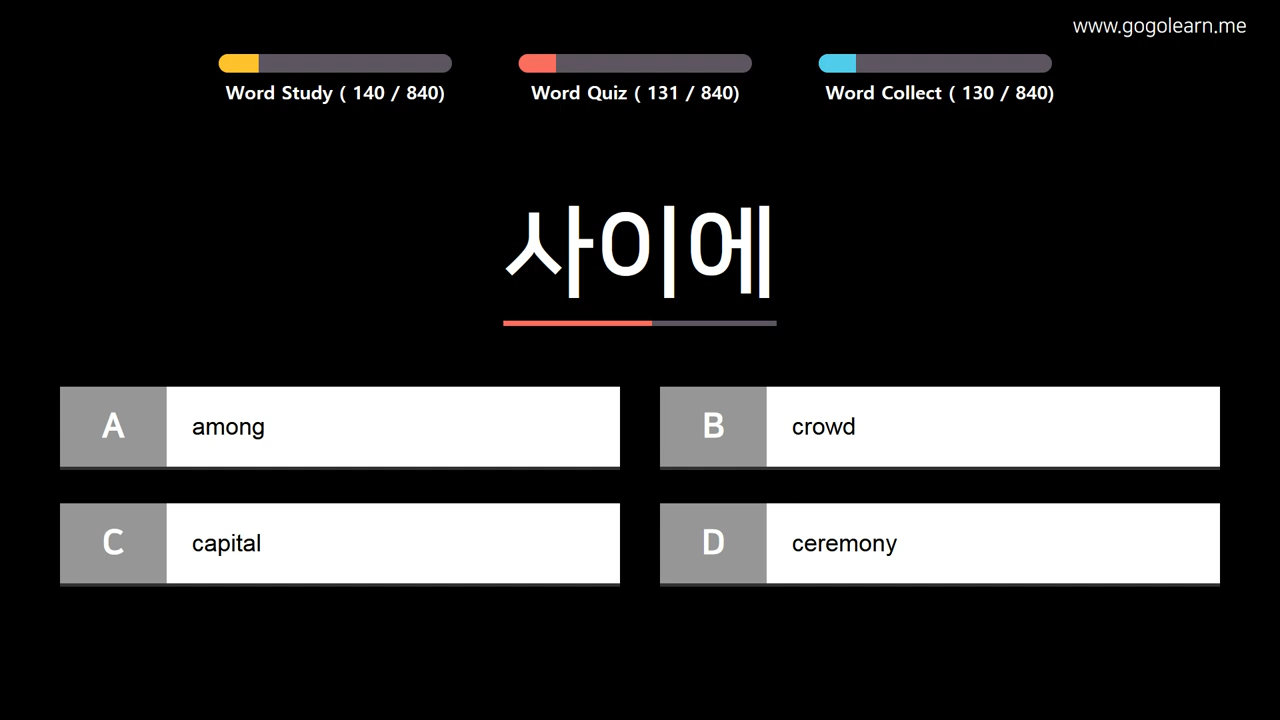 www.gogolearn.me
Word Study ( 140 / 840)
Word Quiz ( 131 / 840)
Word Collect ( 130 / 840)
사이에
A among
B crowd
C capital
D ceremony